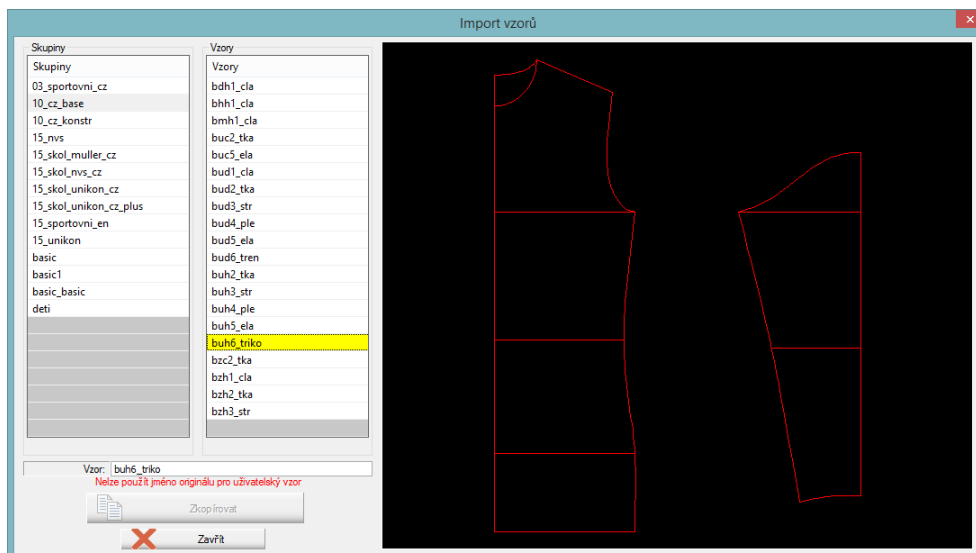 Import vzorů
Skupiny
Skupiny
03_sportovni_cz
10_cz_base
10_cz_konstr
15_nvs
15_skol_muller_cz
15_skol_nvs_cz
15_skol_unikon_cz
15_skol_unikon_cz_plus
15_sportovni_en
15_unikon
basic
basic1
basic_basic
deti
Vzory
Vzory
bdh1_cla
bhh1_cla
bmh1_cla
buc2_tka
buc5_ela
bud1_cla
bud2_tka
bud3_str
bud4_ple
bud5_ela
bud6_tren
buh2_tka
buh3_str
buh4_ple
buh5_ela
buh6_triko
bzc2_tka
bzh1_cla
bzh2_tka
bzh3_str
Vzor: buh6_triko
Nelze použít jméno originálu pro uživatelský vzor
Zkopírovat
Zavřít